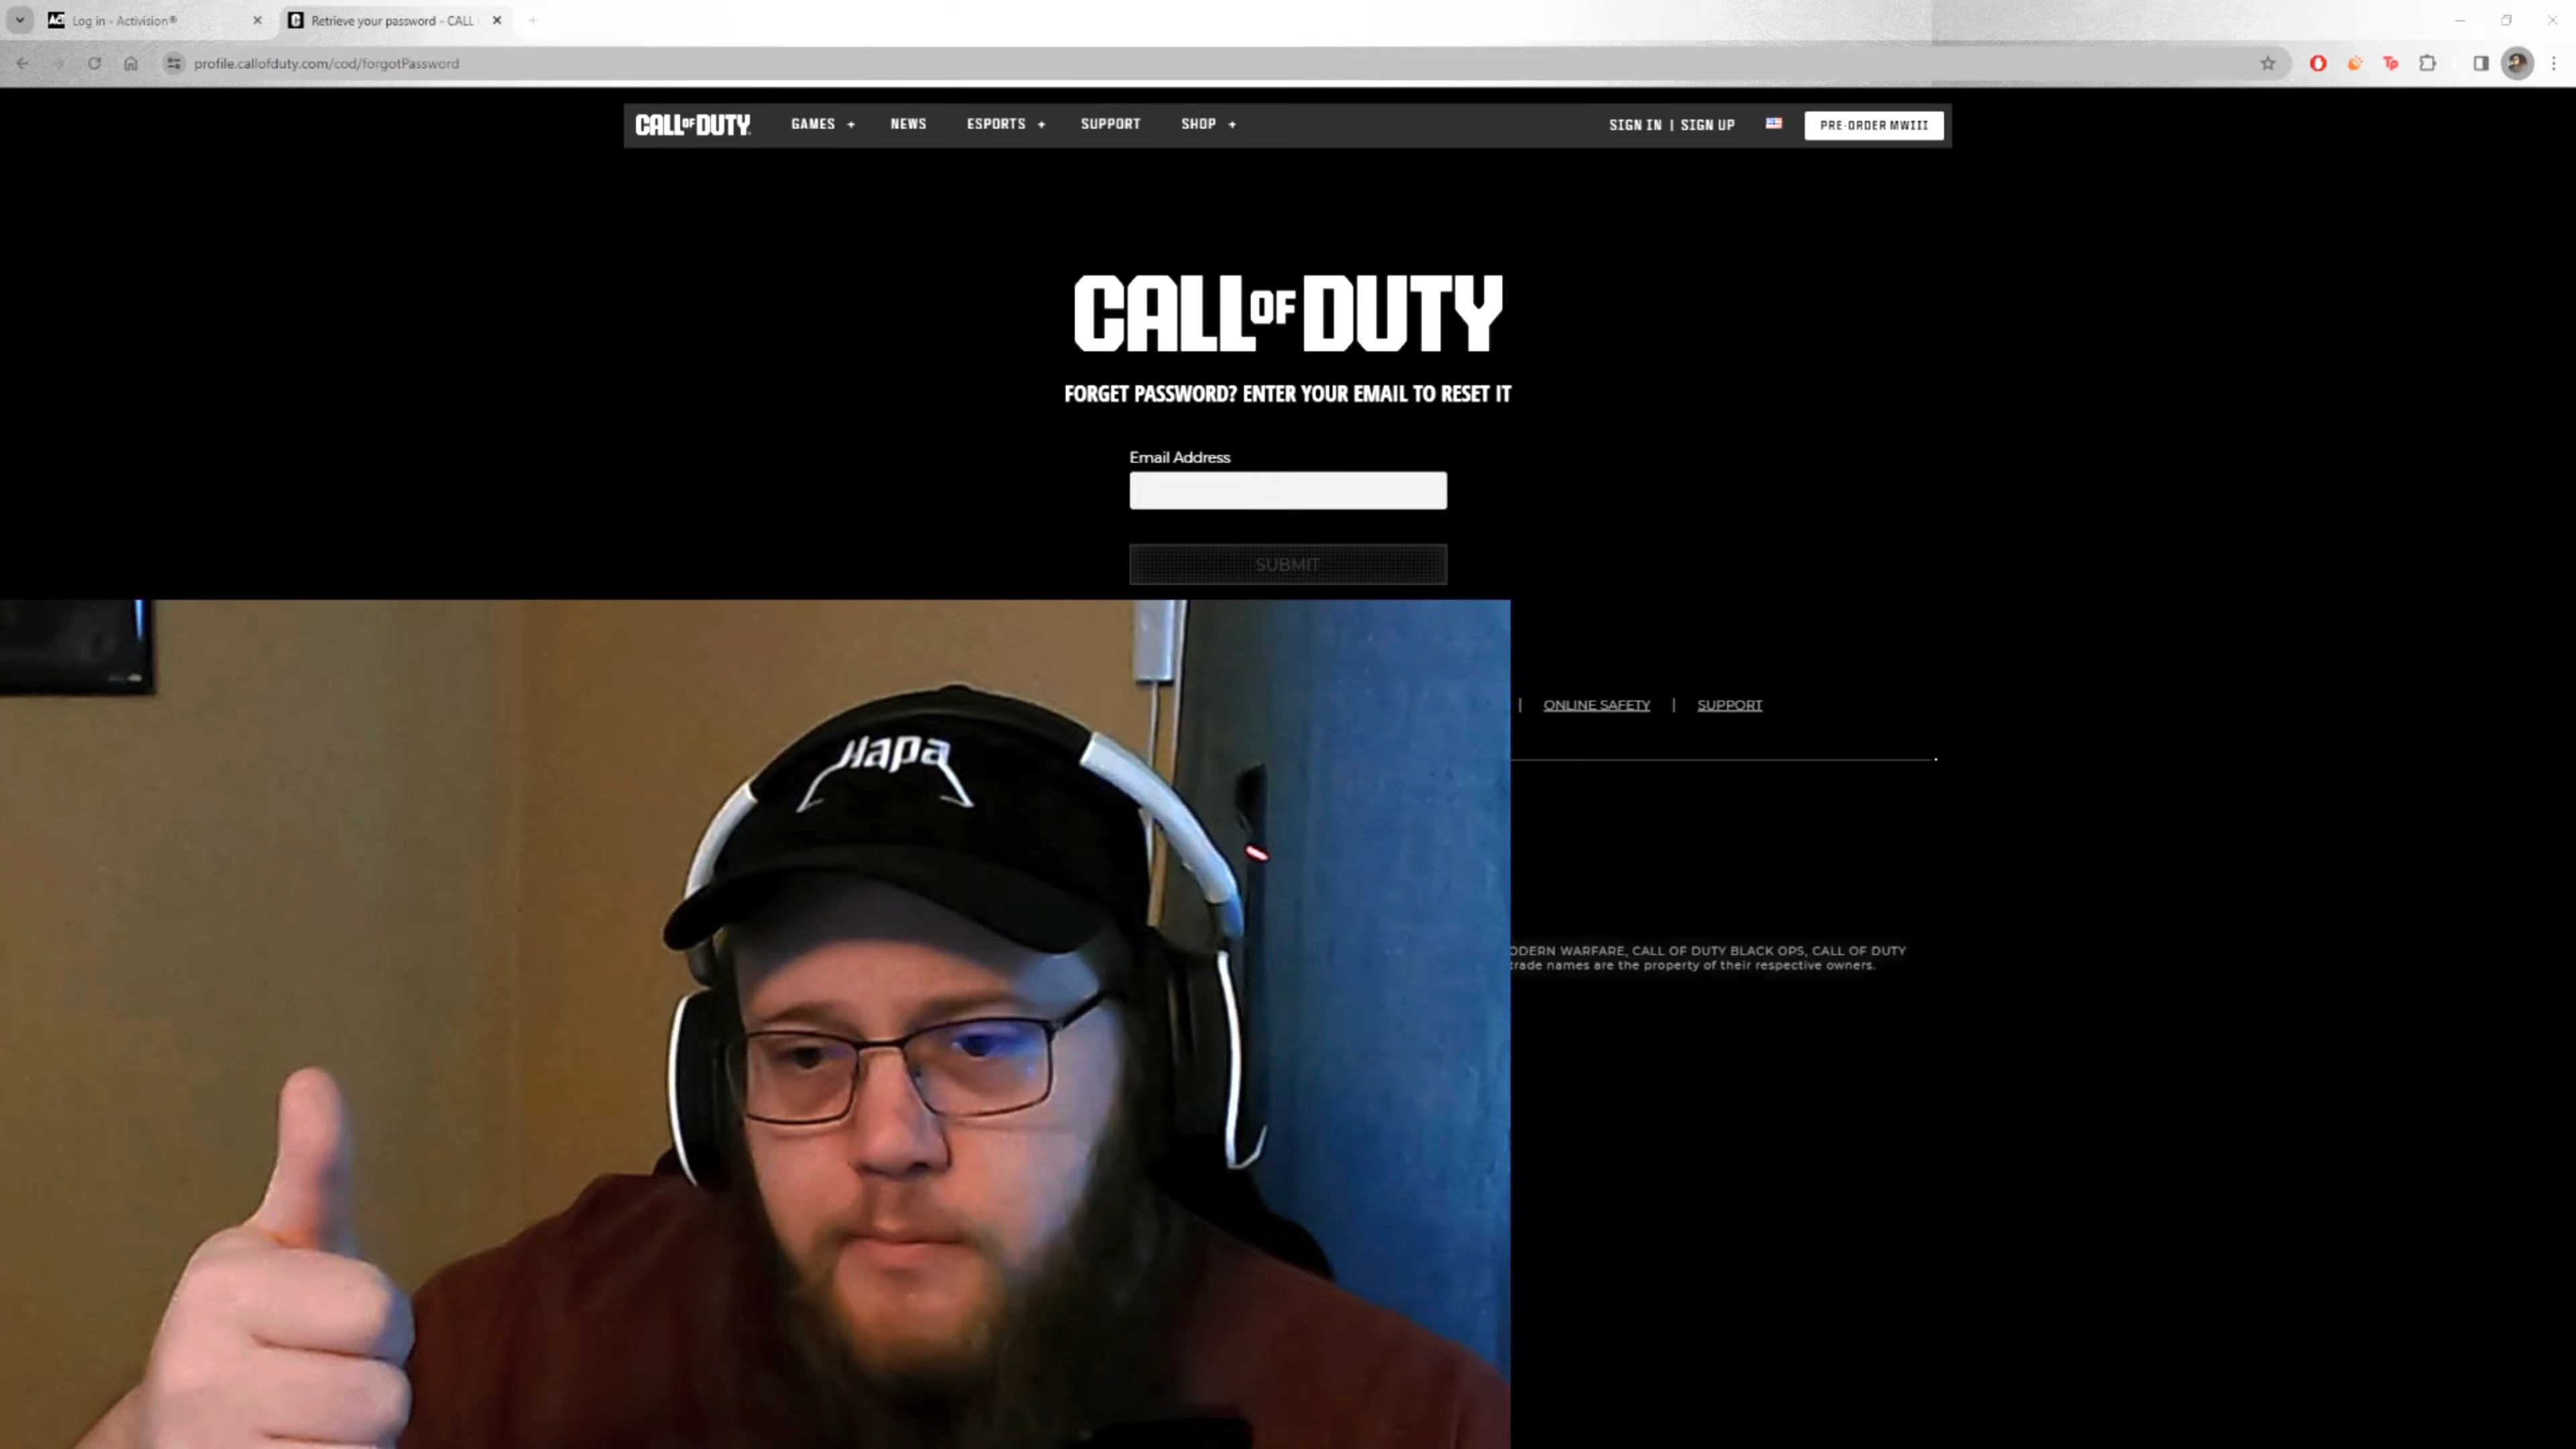 Log in - Activision®
Retrieve your password - CALL
profile.callofduty.com/cod/forgotPassword
CALL OF DUTY
GAMES +
NEWS
ESPORTS +
SUPPORT
SHOP +
SIGN IN | SIGN UP
PRE-ORDER MWIII
CALL OF DUTY
FORGET PASSWORD? ENTER YOUR EMAIL TO RESET IT
Email Address
SUBMIT
| ONLINE SAFETY | SUPPORT
Hapa
WARFARE, CALL OF DUTY BLACK OPS, CALL OF DUTY
names are the property of their respective owners.